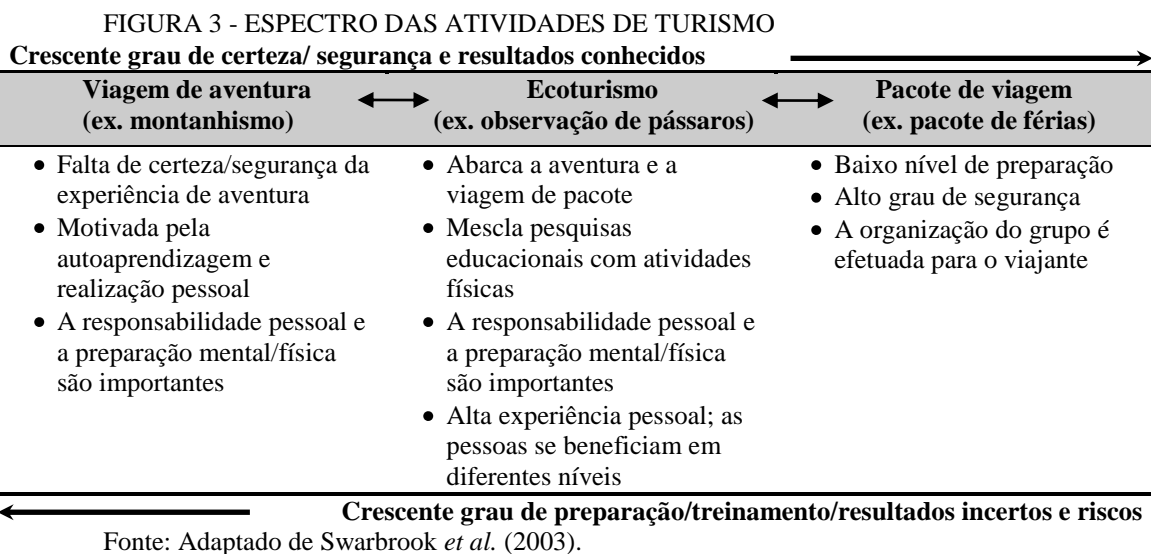 FIGURA 3 - ESPECTRO DAS ATIVIDADES DE TURISMO
Crescente grau de certeza/ segurança e resultados conhecidos
Viagem de aventura
(ex. montanhismo)
Ecoturismo
(ex. observação de pássaros)
Pacote de viagem
(ex. pacote de férias)
• Falta de certeza/segurança da
experiência de aventura
• Motivada pela
autoaprendizagem e
realização pessoal
• A responsabilidade pessoal e
a preparação mental/física
são importantes
• Abarca a aventura e a
viagem de pacote
• Mescla pesquisas
educacionais com atividades
físicas
• A responsabilidade pessoal e
a preparação mental/física
são importantes
• Alta experiência pessoal; as
pessoas se beneficiam em
diferentes níveis
• Baixo nível de preparação
• Alto grau de segurança
• A organização do grupo é
efetuada para o viajante
Crescente grau de preparação/treinamento/resultados incertos e riscos
Fonte: Adaptado de Swarbrook et al. (2003).